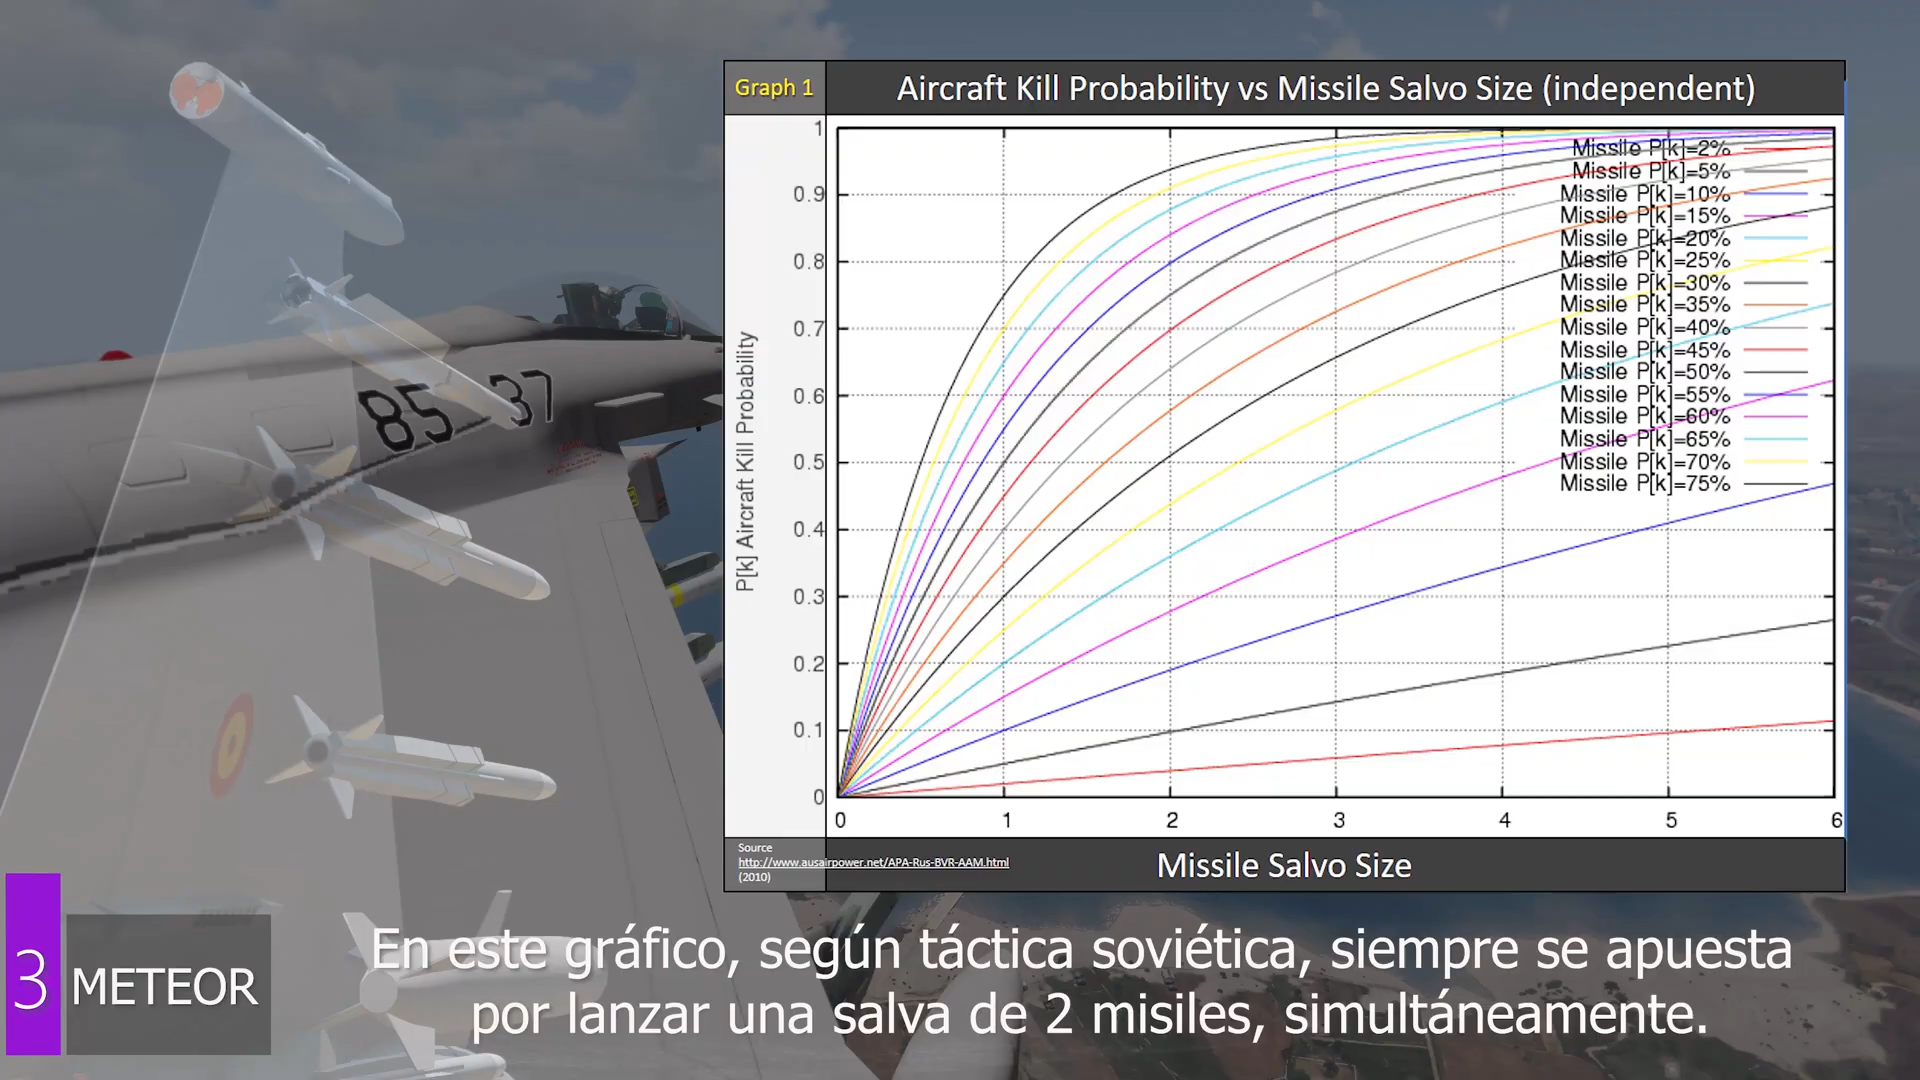 Graph 1
Aircraft Kill Probability vs Missile Salvo Size (independent)
1
0.9
0.8
0.7
0.6
0.5
0.4
0.3
0.2
0.1
0
P[k] Aircraft Kill Probability
Missile P[k]=2%
Missile P[k]=5%
Missile P[k]=10%
Missile P[k]=15%
Missile P[k]=20%
Missile P[k]=25%
Missile P[k]=30%
Missile P[k]=35%
Missile P[k]=40%
Missile P[k]=45%
Missile P[k]=50%
Missile P[k]=55%
Missile P[k]=60%
Missile P[k]=65%
Missile P[k]=70%
Missile P[k]=75%
0 1 2 3 4 5 6
Source
http://www.ausairpower.net/APA-Rus-BVR-AAM.html
(2010)
Missile Salvo Size
85 37
3 METEOR
En este gráfico, según táctica soviética, siempre se apuesta
por lanzar una salva de 2 misiles, simultáneamente.